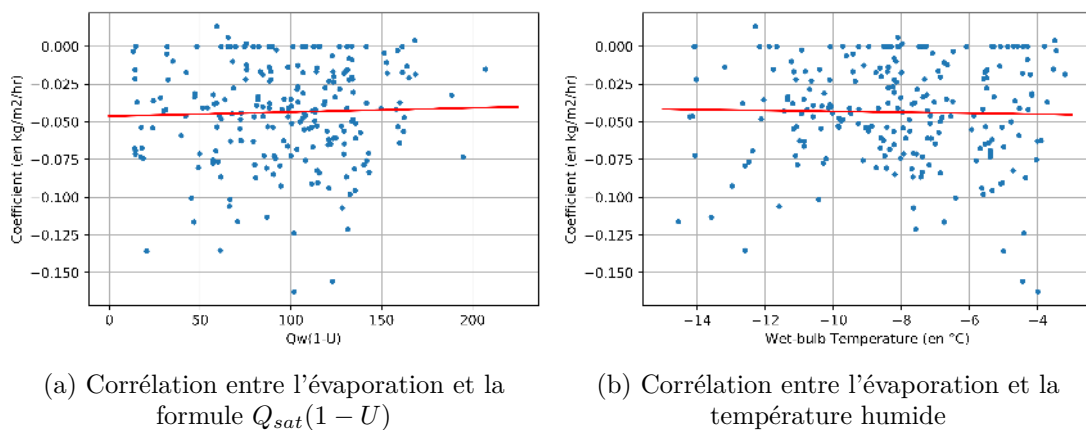 0.000
−0.025
−0.050
−0.075
−0.100
−0.125
−0.150
Coefficient (en kg/m2/hr)
0 50 100 150 200
Qw(1-U)
0.000
−0.025
−0.050
−0.075
−0.100
−0.125
−0.150
Coefficient (en kg/m2/hr)
−14 −12 −10 −8 −6 −4
Wet-bulb Temperature (en °C)
(a) Corrélation entre l'évaporation et la
formule Q_{sat}(1 − U)
(b) Corrélation entre l'évaporation et la
température humide